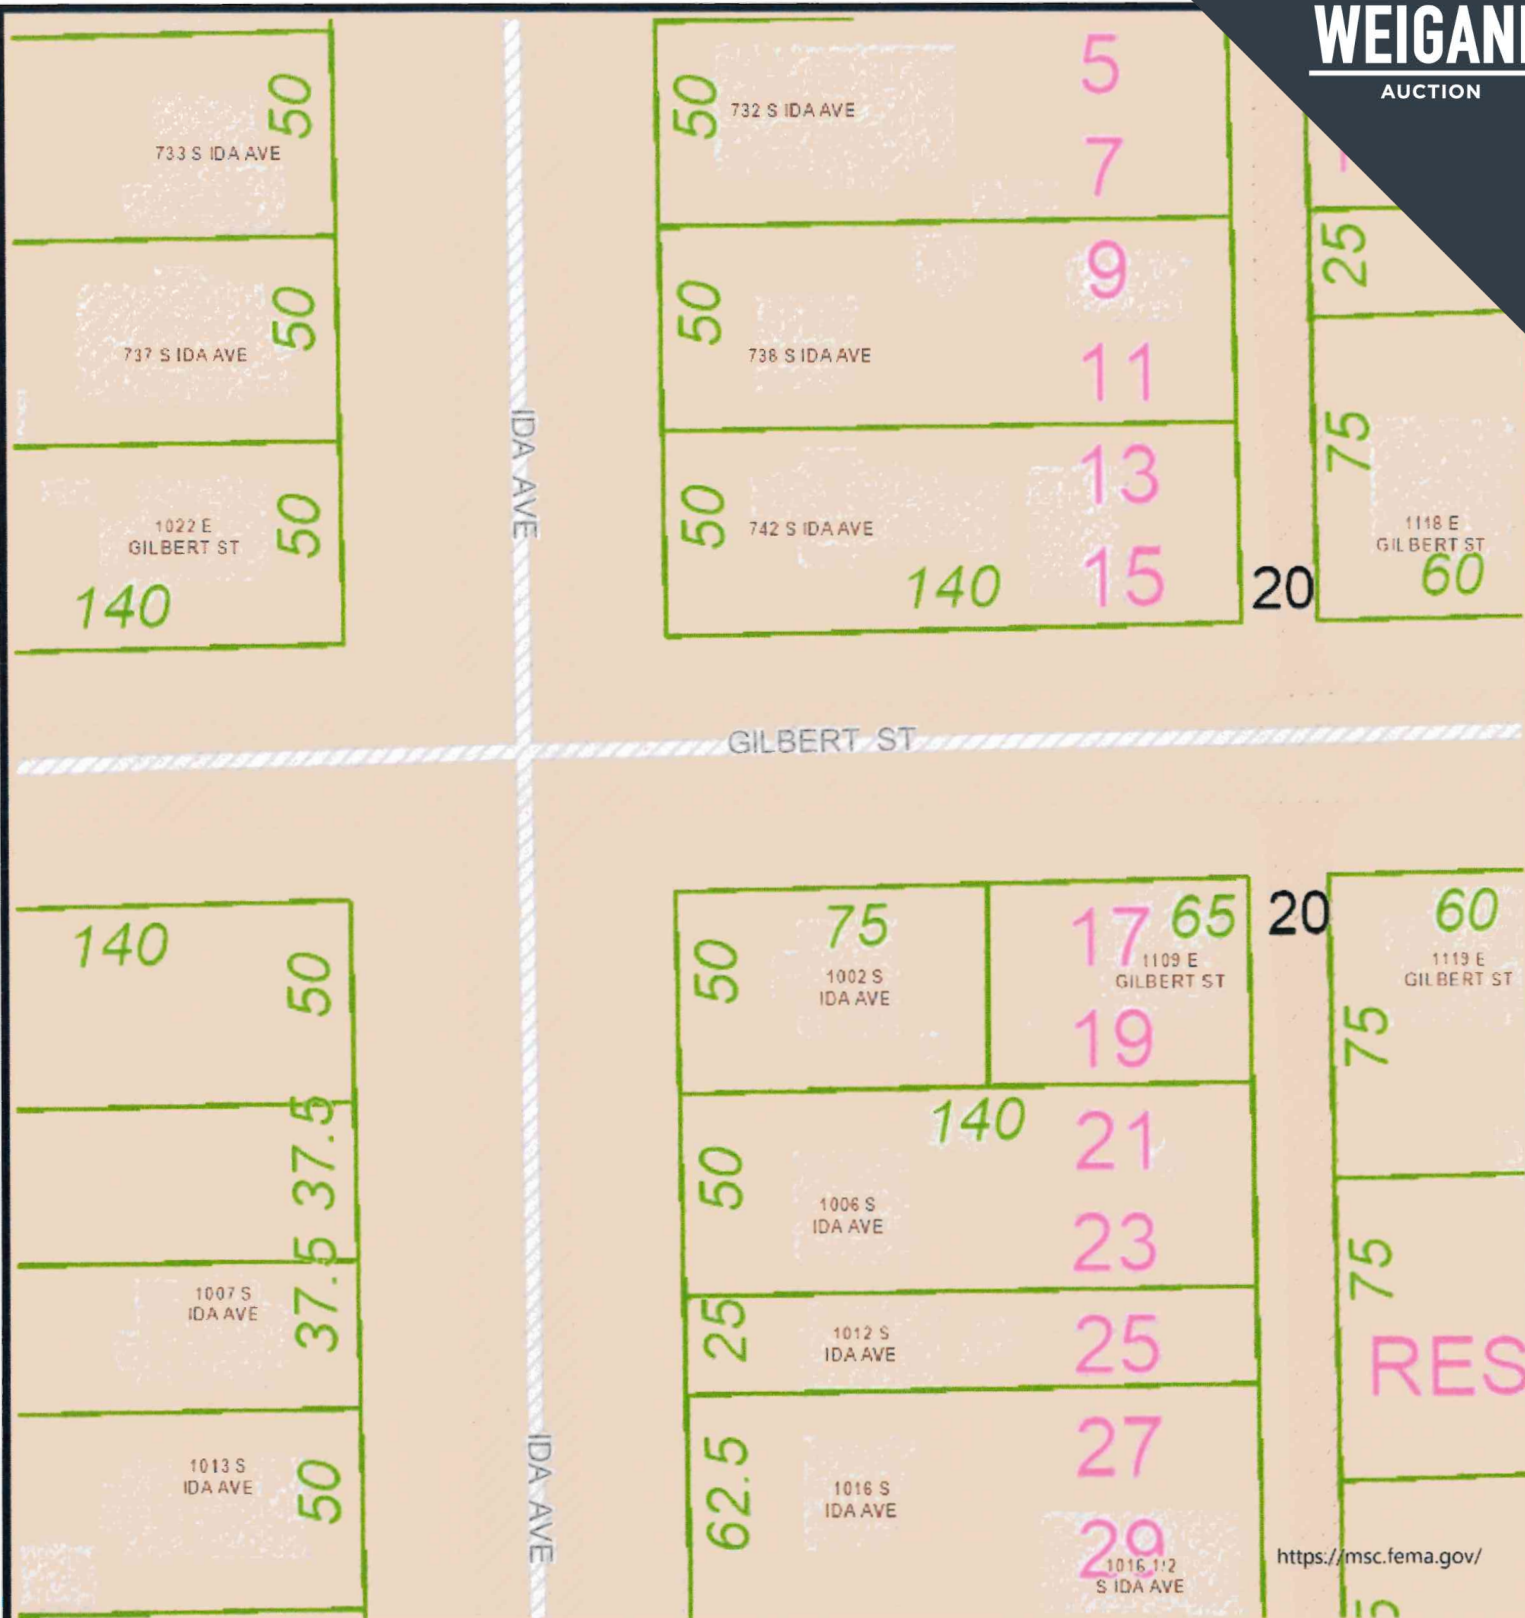 WEIGAN
AUCTION
50
733 S IDA AVE
50
737 S IDA AVE
50
1022 E
GILBERT ST
140
IDA AVE
50
732 S IDA AVE
5
7
50
738 S IDA AVE
9
11
50
742 S IDA AVE
13
15
140
20
25
75
1118 E
GILBERT ST
60
GILBERT ST
140
50
37.5
37.5
1007 S
IDA AVE
1013 S
IDA AVE
50
IDA AVE
50
75
1002 S
IDA AVE
17
65
1109 E
GILBERT ST
19
20
60
1119 E
GILBERT ST
75
140
50
1006 S
IDA AVE
21
23
75
25
1012 S
IDA AVE
25
RES
62.5
1016 S
IDA AVE
27
29
1016 1/2
S IDA AVE
https://msc.fema.gov/